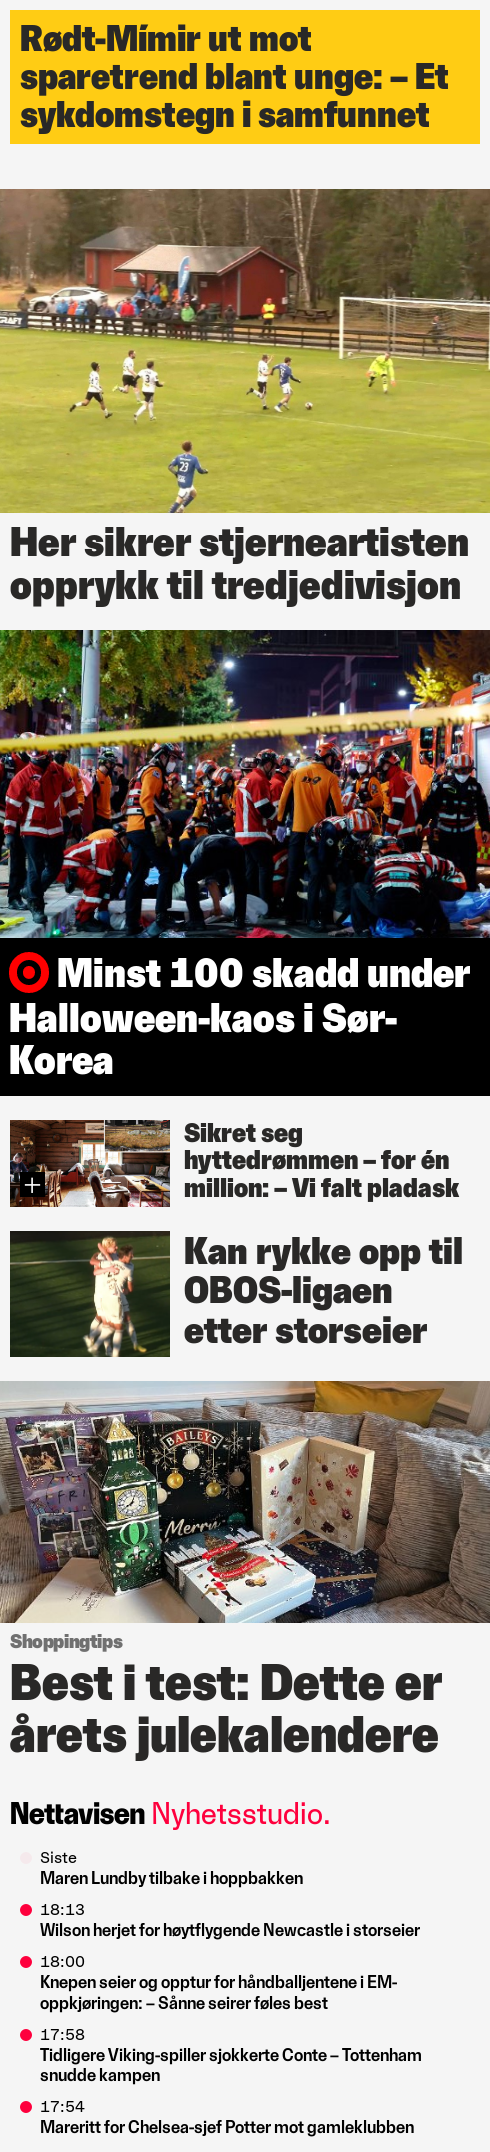 Rødt-Mímir ut mot
sparetrend blant unge: – Et
sykdomstegn i samfunnet
CRAFT
3
23
Her sikrer stjerneartisten
opprykk til tredjedivisjon
Minst 100 skadd under
Halloween-kaos i Sør-
Korea
Sikret seg
hyttedrømmen – for én
million: – Vi falt pladask
Kan rykke opp til
OBOS-ligaen
etter storseier
BAILEYS
Merry
Shoppingtips
Best i test: Dette er
årets julekalendere
Nettavisen Nyhetsstudio.
Siste
Maren Lundby tilbake i hoppbakken
18:13
Wilson herjet for høytflygende Newcastle i storseier
18:00
Knepen seier og opptur for håndballjentene i EM-
oppkjøringen: – Sånne seirer føles best
17:58
Tidligere Viking-spiller sjokkerte Conte – Tottenham
snudde kampen
17:54
Mareritt for Chelsea-sjef Potter mot gamleklubben